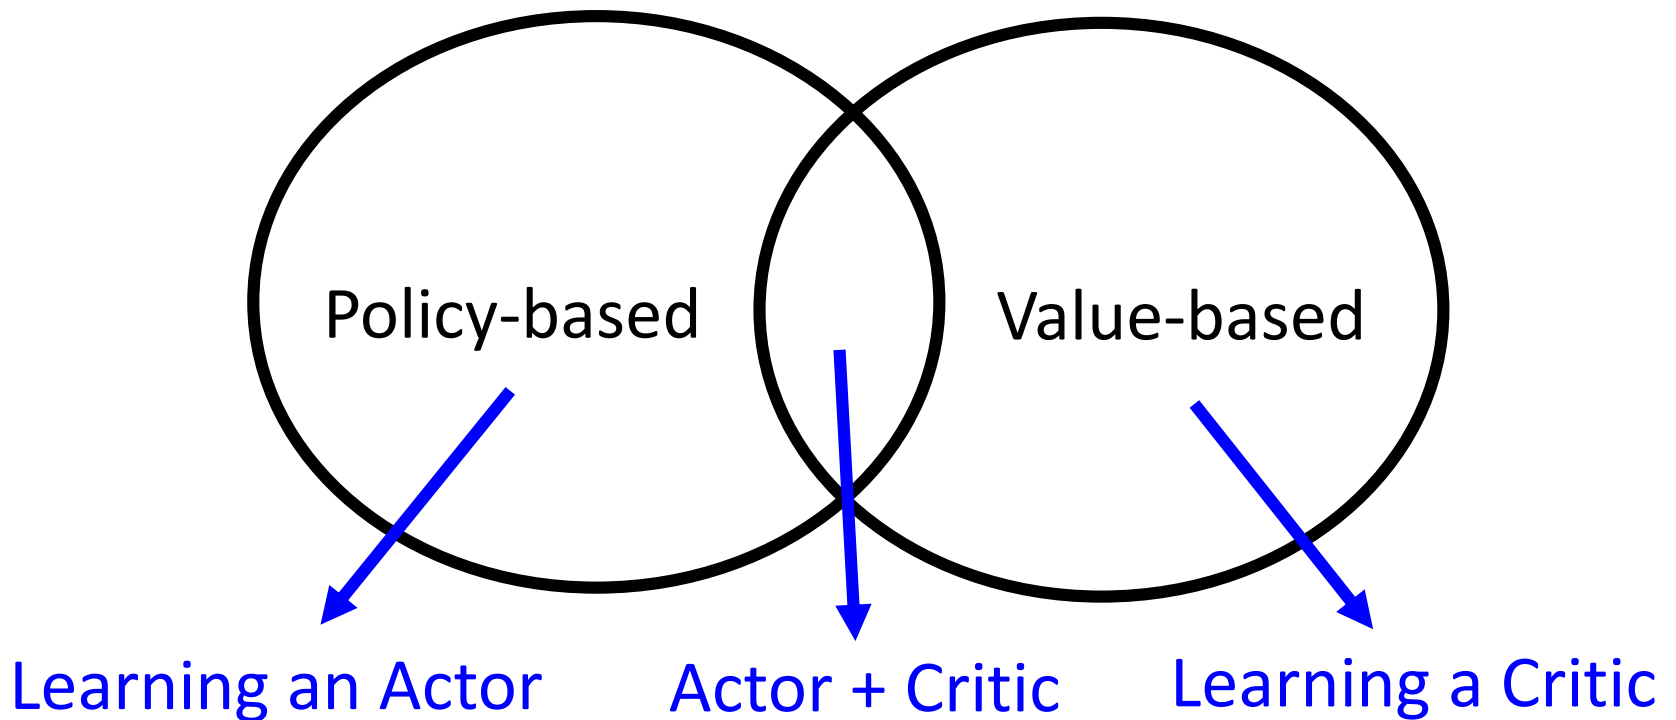 Policy-based
Value-based
Learning an Actor
Actor + Critic
Learning a Critic